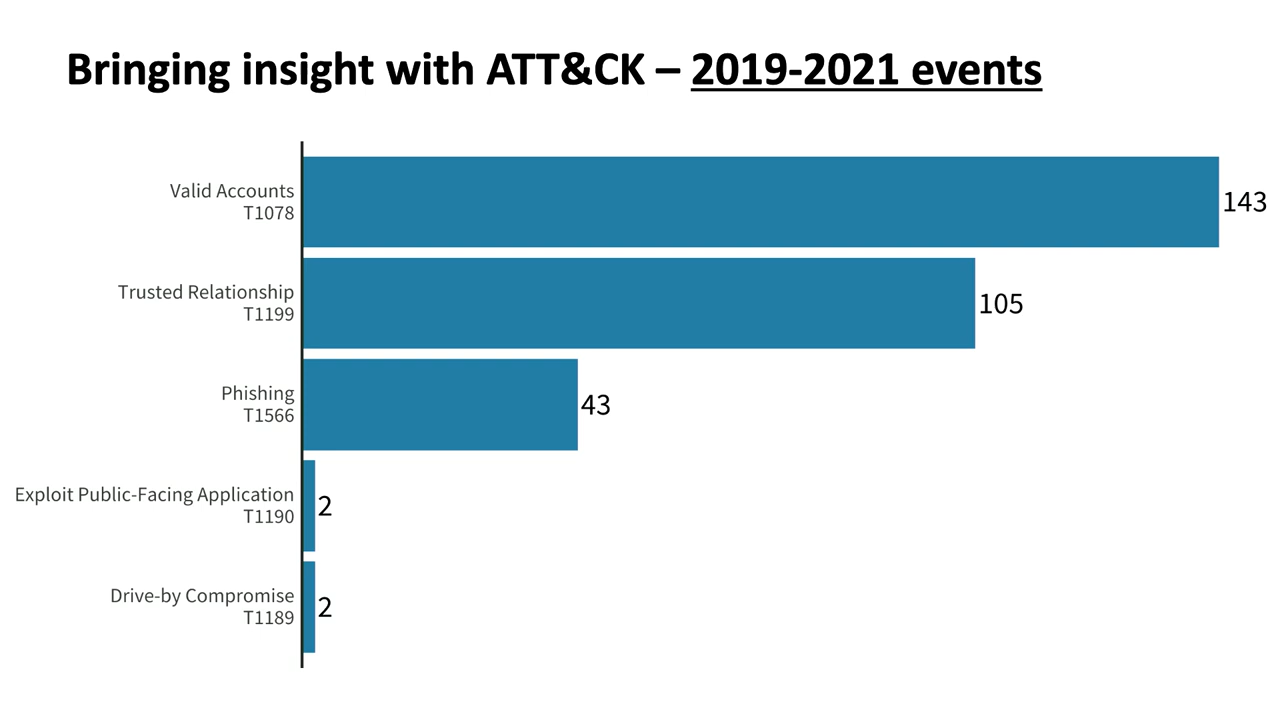 Bringing insight with ATT&CK – 2019-2021 events
Valid Accounts
T1078
143
Trusted Relationship
T1199
105
Phishing
T1566
43
Exploit Public-Facing Application
T1190
2
Drive-by Compromise
T1189
2